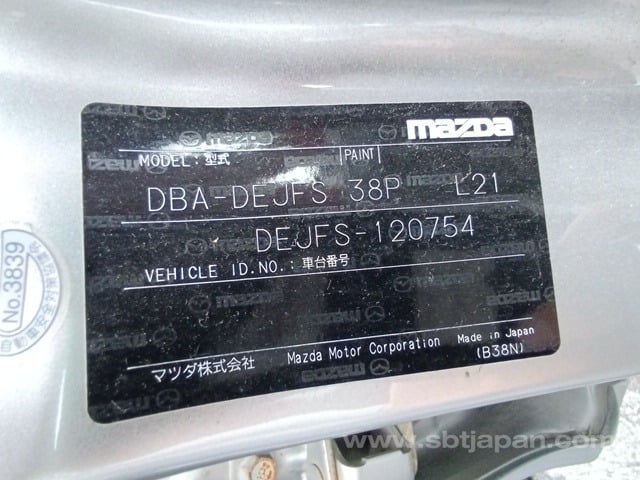 mazda
MODEL:型式 PAINT
DBA-DEJFS 38P L21
DEJFS-120754
VEHICLE ID.NO.:車台番号
マツダ株式会社 Mazda Motor Corporation Made in Japan
(B38N)
No.3839
www.sbtjapan.com